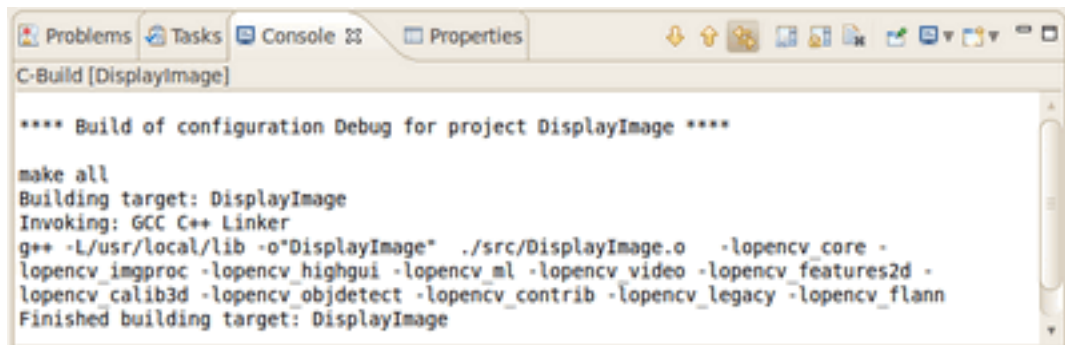 Problems Tasks Console Properties
C-Build [DisplayImage]
**** Build of configuration Debug for project DisplayImage ****
make all
Building target: DisplayImage
Invoking: GCC C++ Linker
g++ -L/usr/local/lib -o"DisplayImage"  ./src/DisplayImage.o   -lopencv_core -
lopencv_imgproc -lopencv_highgui -lopencv_ml -lopencv_video -lopencv_features2d -
lopencv_calib3d -lopencv_objdetect -lopencv_contrib -lopencv_legacy -lopencv_flann
Finished building target: DisplayImage